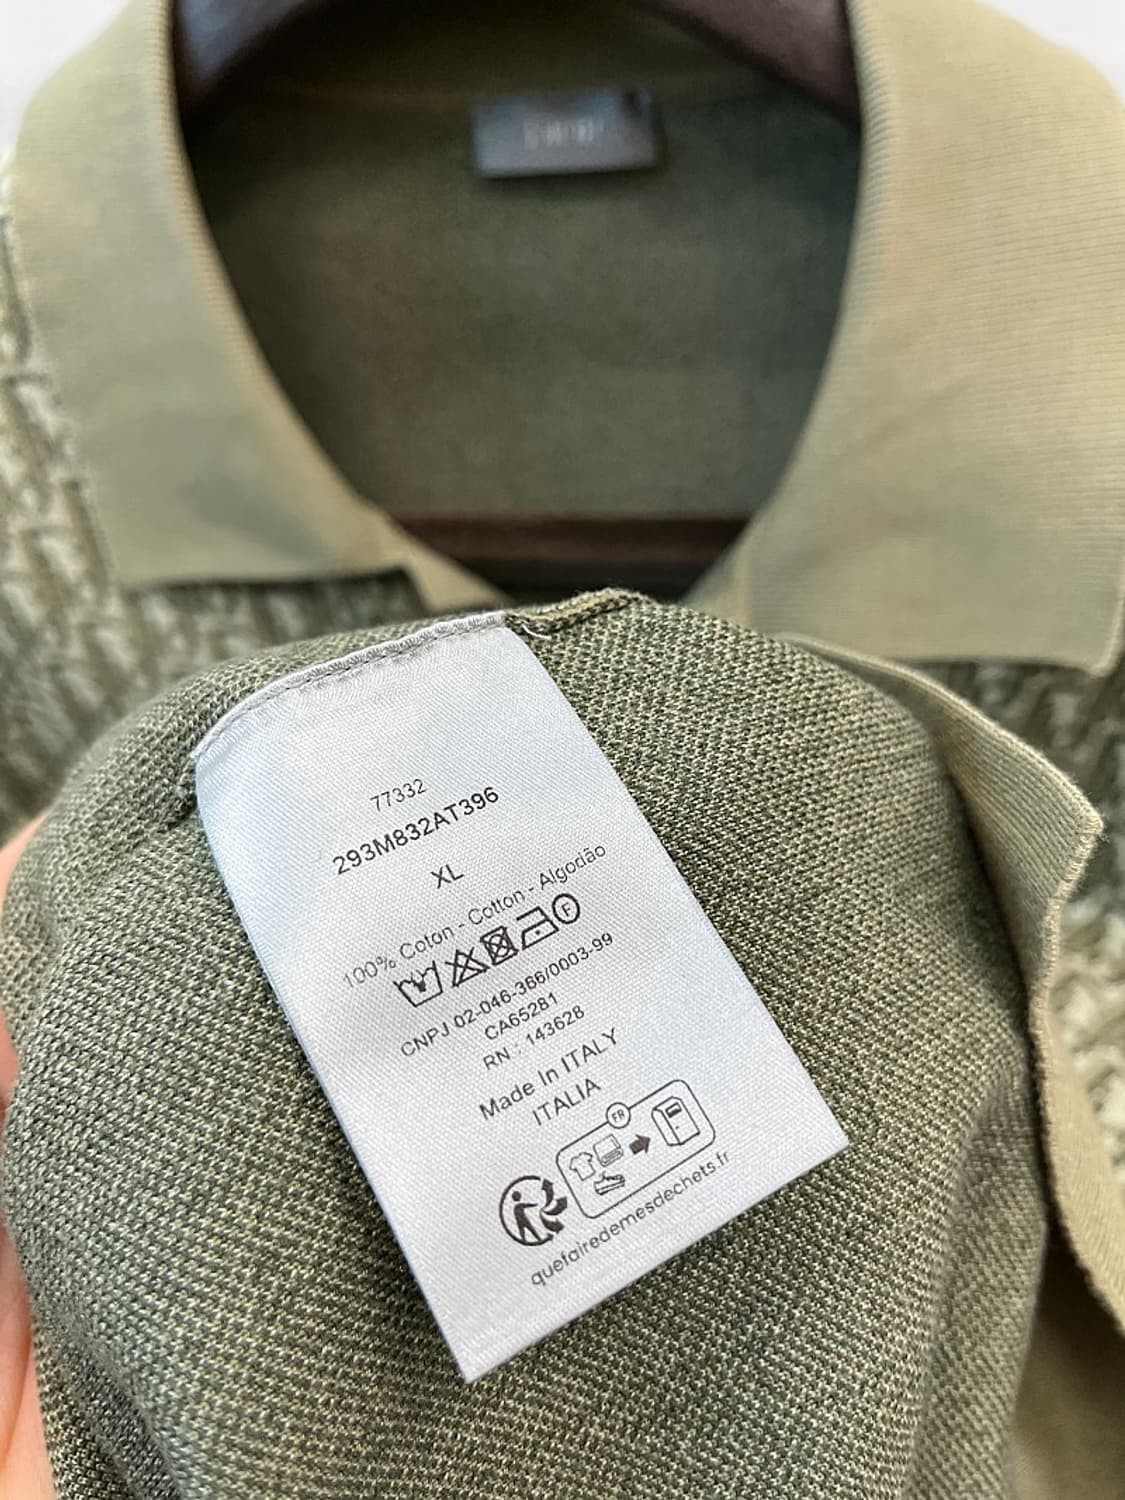 77332
293M832AT396
XL
100% Coton - Cotton - Algodão
F
CNPJ 02-046-366/0003-99
CA65281
RN : 143628
Made In ITALY
ITALIA
FR
quefairedemesdechets.fr